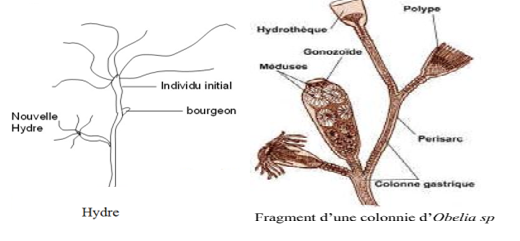 Individu initial
bourgeon
Nouvelle
Hydre
Hydre
Polype
Hydrothèque
Gonozoïde
Méduses
Perisarc
Colonne gastrique
Fragment d'une colonnie d'Obelia sp